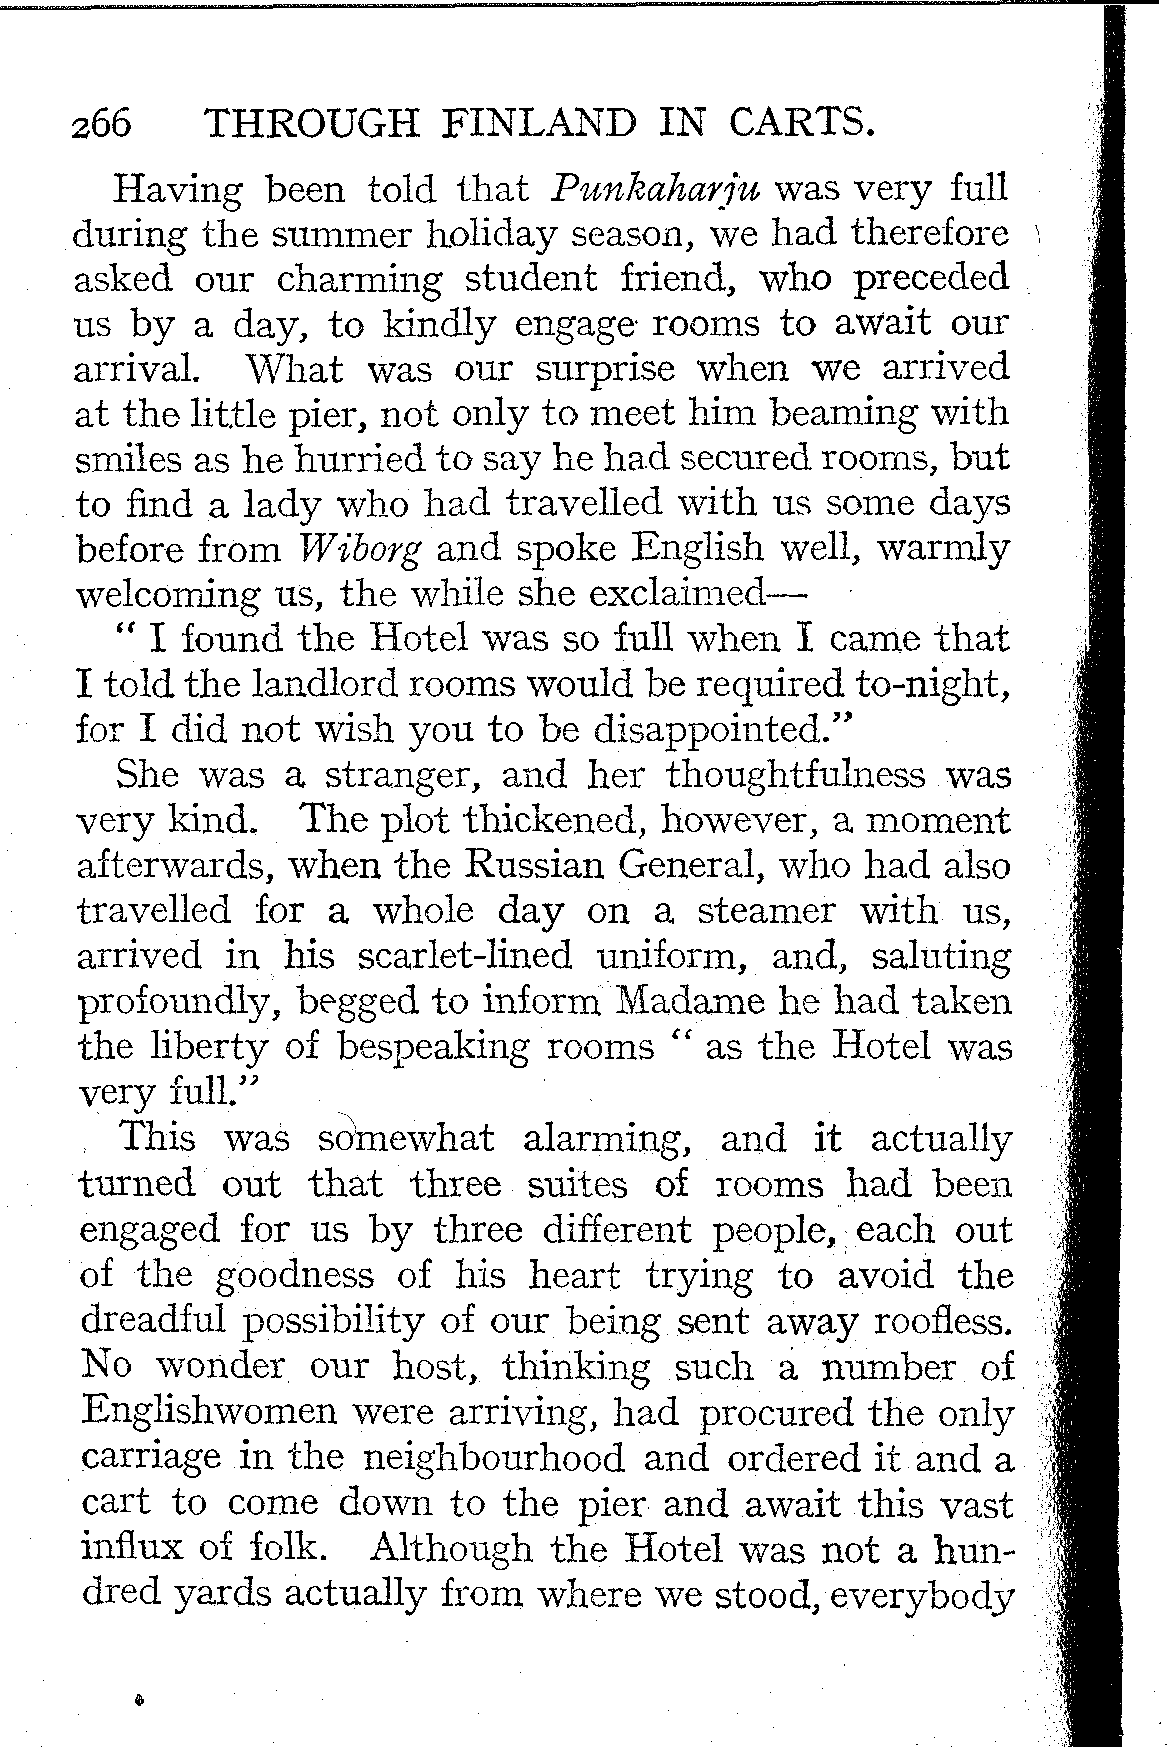 266 THROUGH FINLAND IN CARTS.
Having been told that Punkaharju was very full
during the summer holiday season, we had therefore
asked our charming student friend, who preceded
us by a day, to kindly engage rooms to await our
arrival. What was our surprise when we arrived
at the little pier, not only to meet him beaming with
smiles as he hurried to say he had secured rooms, but
to find a lady who had travelled with us some days
before from Wiborg and spoke English well, warmly
welcoming us, the while she exclaimed—
“ I found the Hotel was so full when I came that
I told the landlord rooms would be required to-night,
for I did not wish you to be disappointed.”
She was a stranger, and her thoughtfulness was
very kind. The plot thickened, however, a moment
afterwards, when the Russian General, who had also
travelled for a whole day on a steamer with us,
arrived in his scarlet-lined uniform, and, saluting
profoundly, begged to inform Madame he had taken
the liberty of bespeaking rooms “ as the Hotel was
very full.”
This was somewhat alarming, and it actually
turned out that three suites of rooms had been
engaged for us by three different people, each out
of the goodness of his heart trying to avoid the
dreadful possibility of our being sent away roofless.
No wonder our host, thinking such a number of
Englishwomen were arriving, had procured the only
carriage in the neighbourhood and ordered it and a
cart to come down to the pier and await this vast
influx of folk. Although the Hotel was not a hun-
dred yards actually from where we stood, everybody